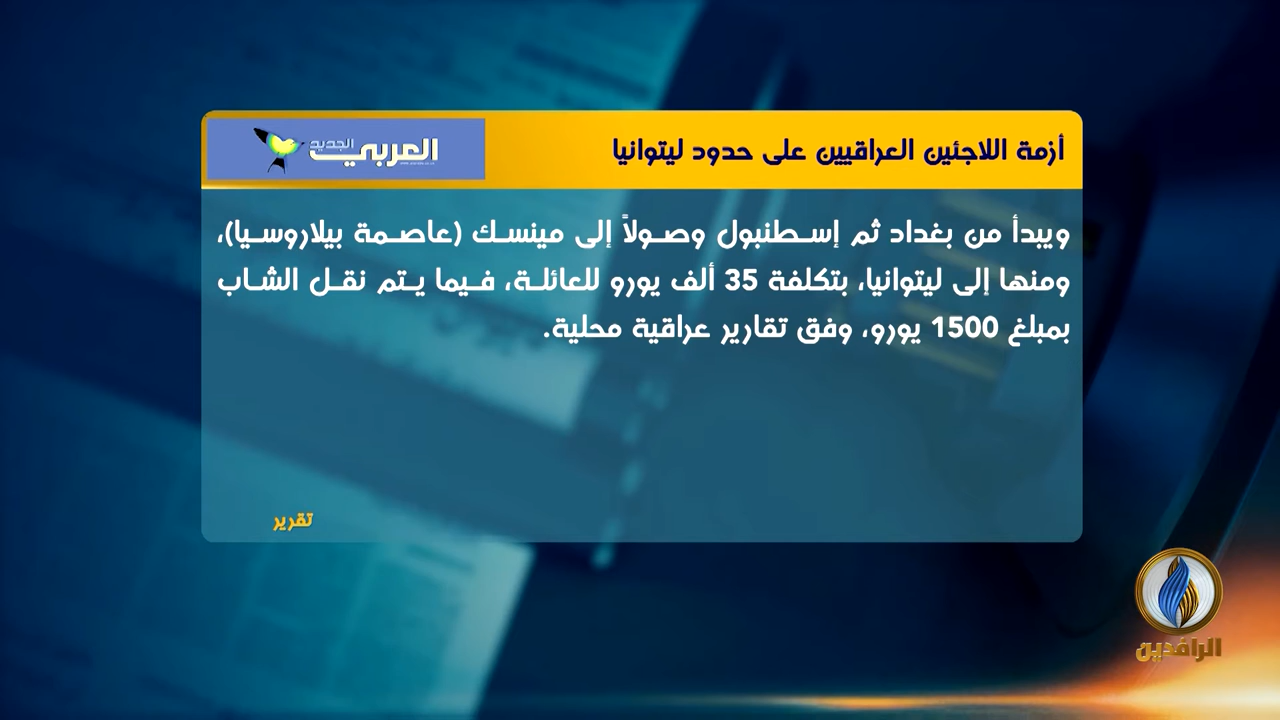 أزمة اللاجئين العراقيين على حدود ليتوانيا
العربي الجديد
ويبدأ من بغداد ثم إسطنبول وصولاً إلى مينسك (عاصمة بيلاروسيا)،
ومنها إلى ليتوانيا، بتكلفة 35 ألف يورو للعائلة، فيما يتم نقل الشاب
بمبلغ 1500 يورو، وفق تقارير عراقية محلية.
تقرير
الرافدين